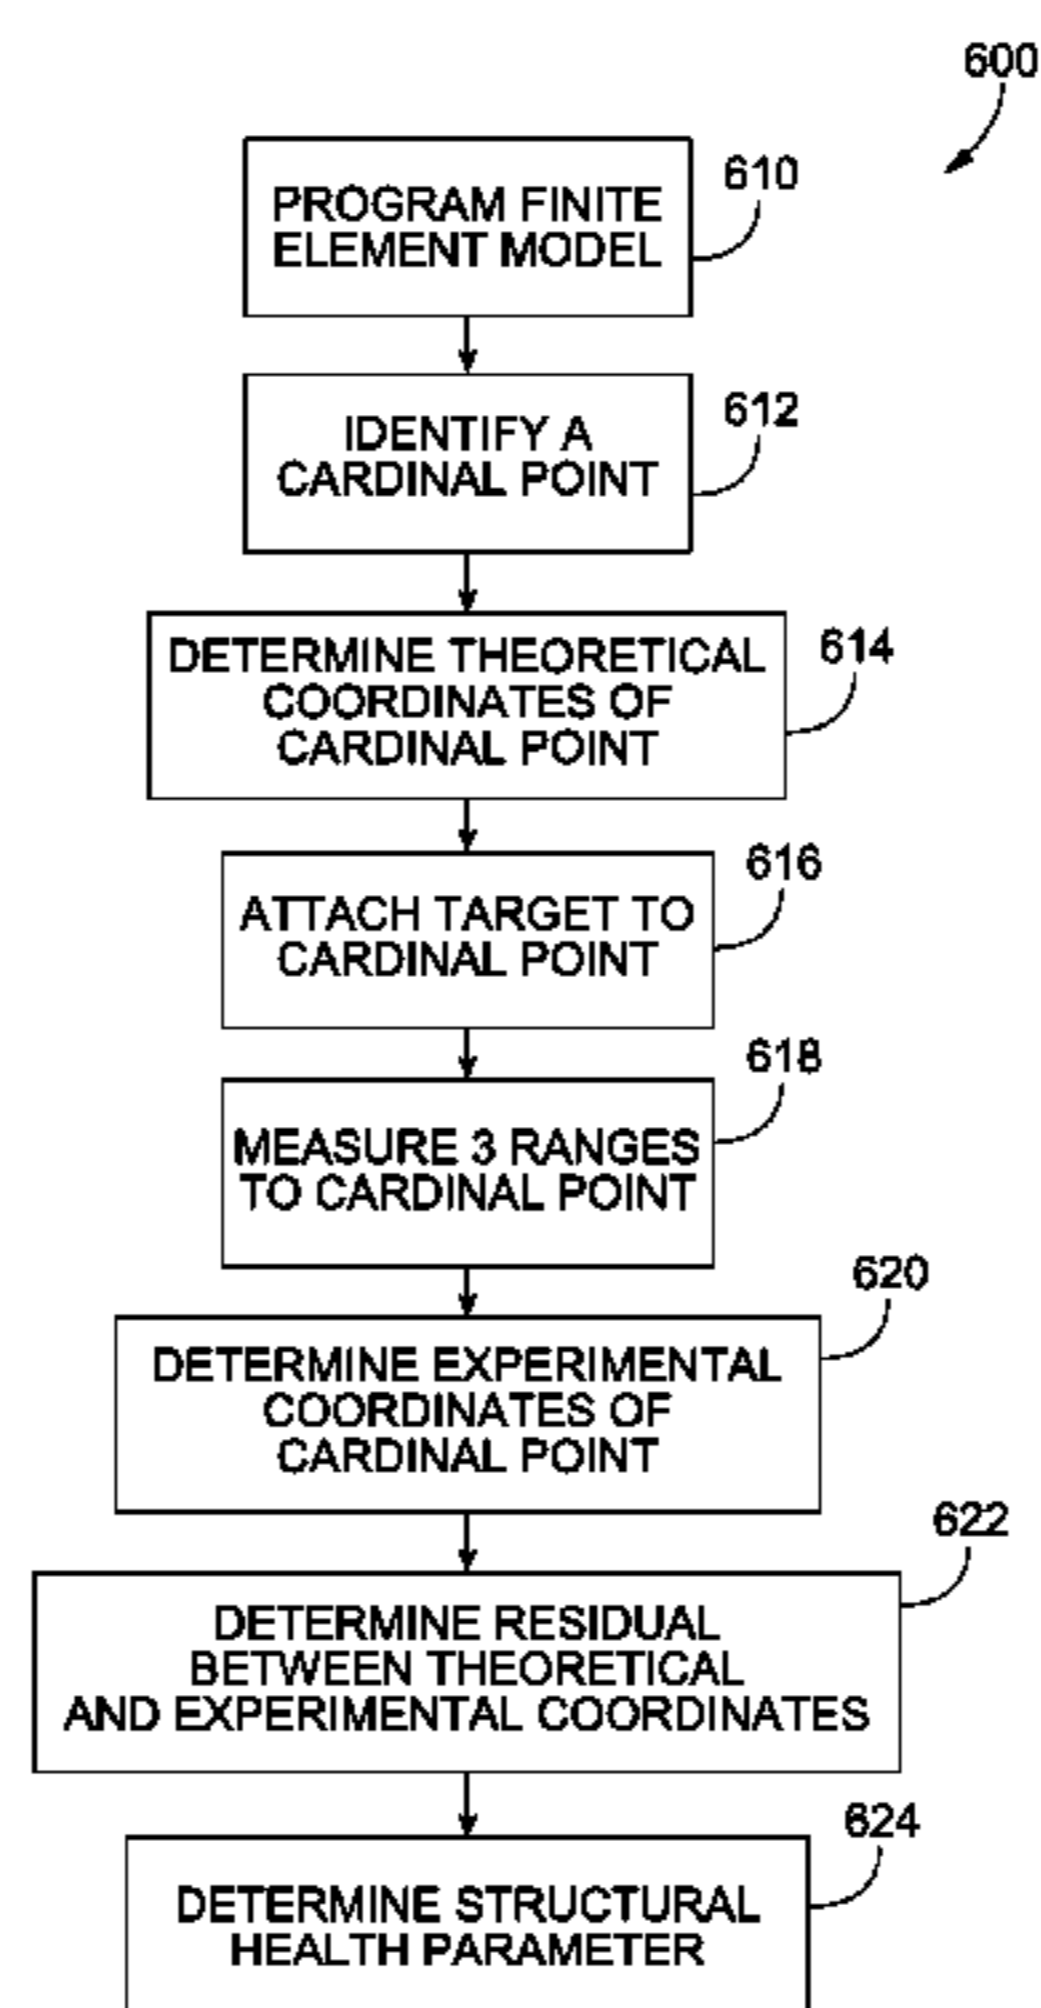 600
610
PROGRAM FINITE
ELEMENT MODEL
612
IDENTIFY A
CARDINAL POINT
614
DETERMINE THEORETICAL
COORDINATES OF
CARDINAL POINT
616
ATTACH TARGET TO
CARDINAL POINT
618
MEASURE 3 RANGES
TO CARDINAL POINT
620
DETERMINE EXPERIMENTAL
COORDINATES OF
CARDINAL POINT
622
DETERMINE RESIDUAL
BETWEEN THEORETICAL
AND EXPERIMENTAL COORDINATES
624
DETERMINE STRUCTURAL
HEALTH PARAMETER